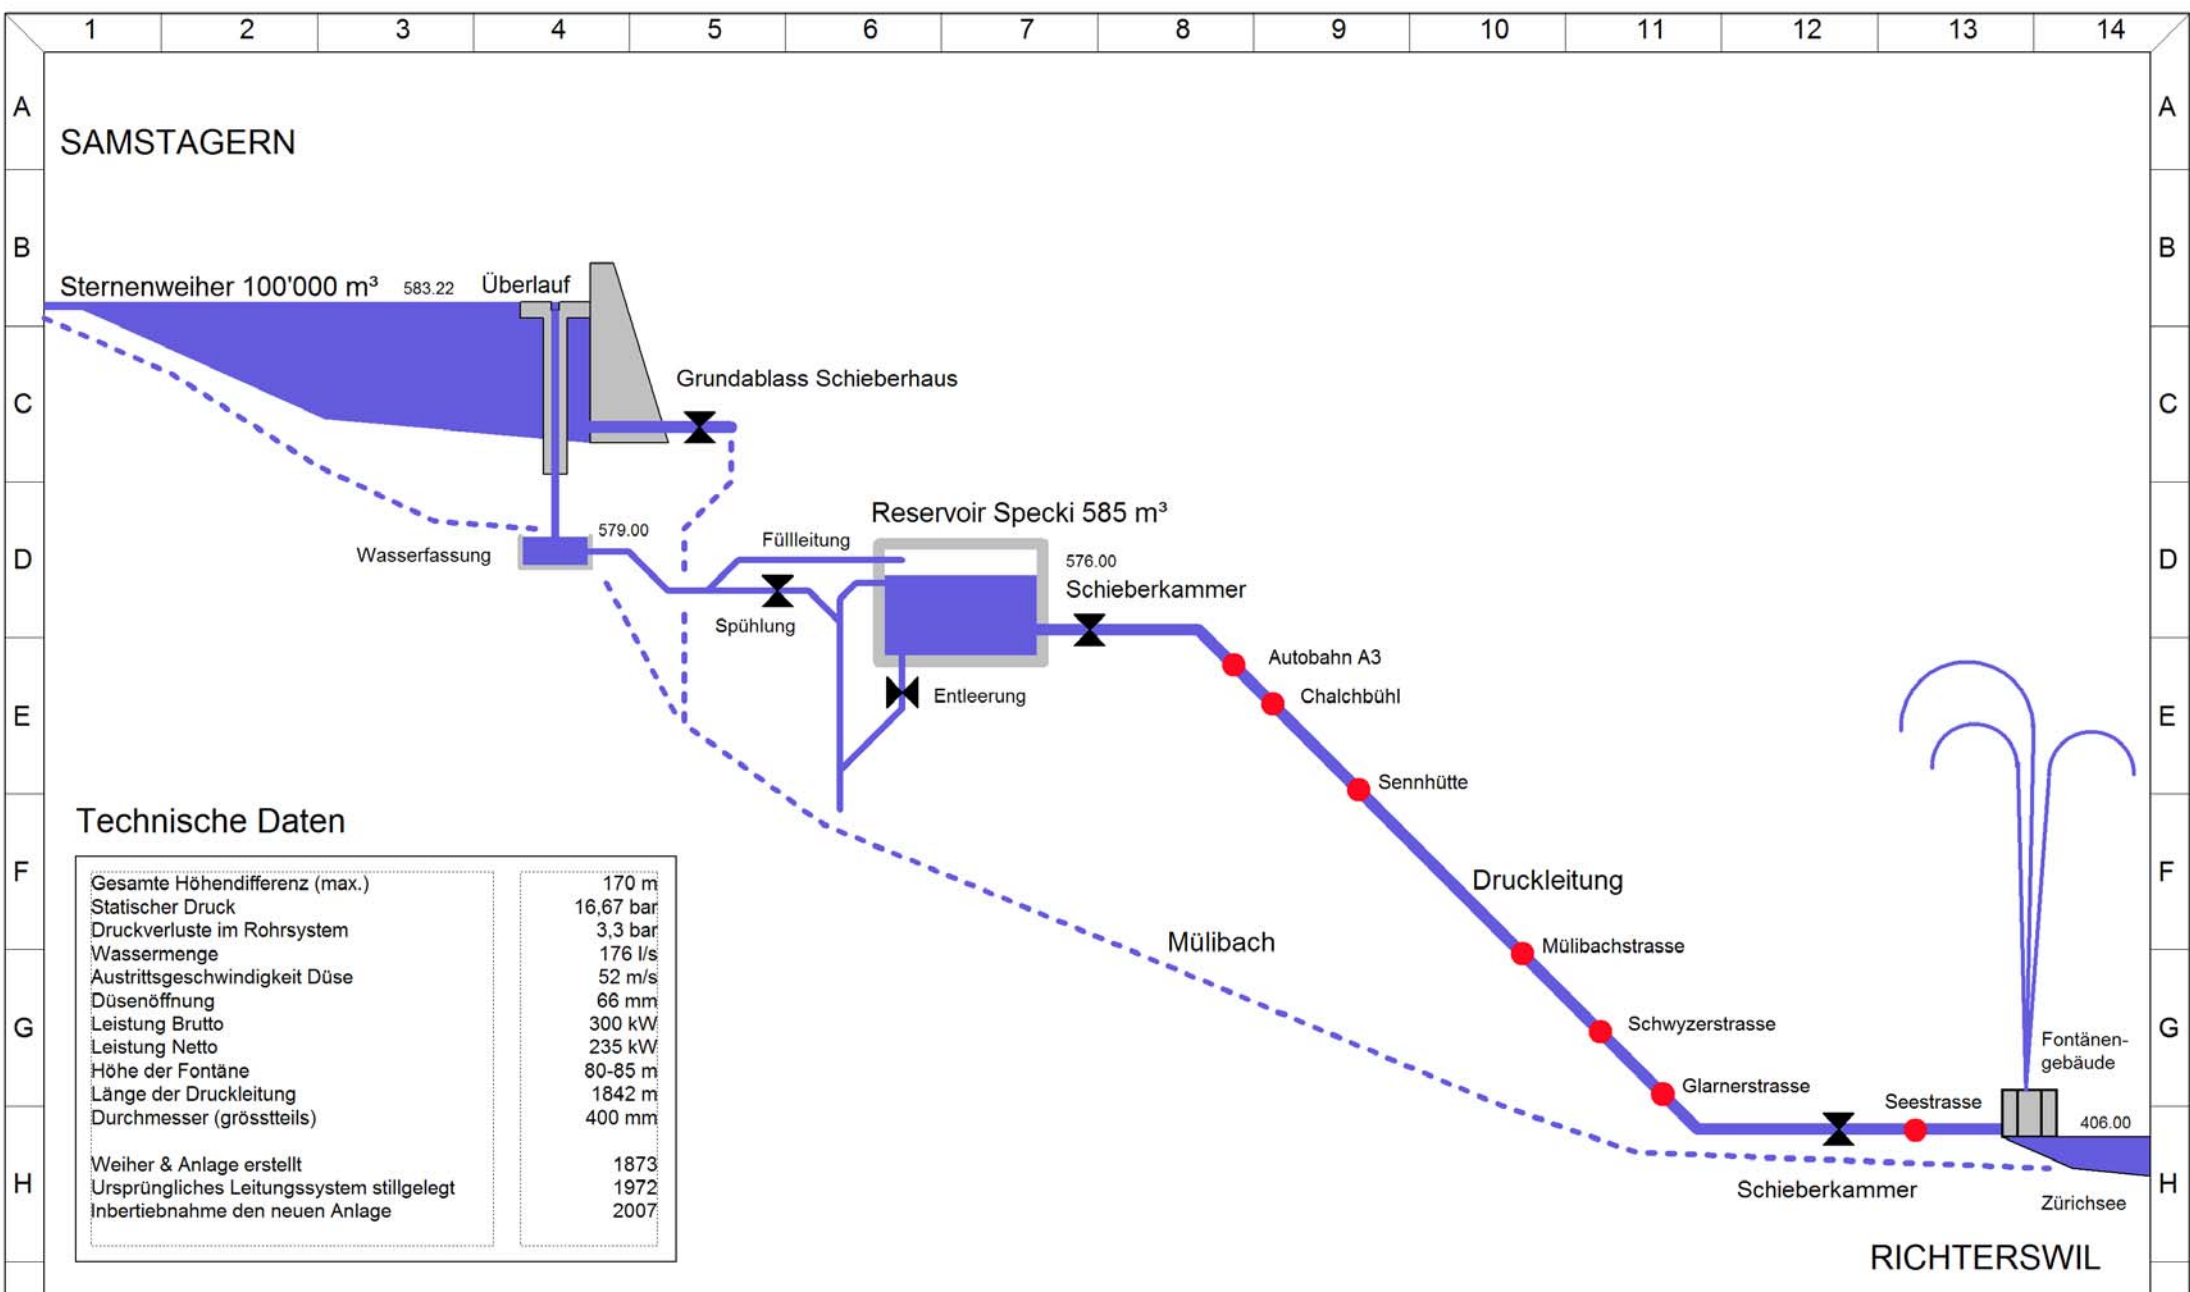 1 2 3 4 5 6 7 8 9 10 11 12 13 14
A A
SAMSTAGERN
B B
Sternenweiher 100'000 m³ 583.22 Überlauf
Grundablass Schieberhaus
C C
Reservoir Specki 585 m³
579.00
Füllleitung
Wasserfassung
D D
576.00
Schieberkammer
Spühlung
Autobahn A3
Entleerung
Chalchbühl
E E
Sennhütte
Technische Daten
F F
Druckleitung
Gesamte Höhendifferenz (max.) 170 m
Statischer Druck 16,67 bar
Druckverluste im Rohrsystem 3,3 bar
Wassermenge 176 l/s
Austrittsgeschwindigkeit Düse 52 m/s
Düsenöffnung 66 mm
Leistung Brutto 300 kW
Leistung Netto 235 kW
Höhe der Fontäne 80-85 m
Länge der Druckleitung 1842 m
Durchmesser (grösstteils) 400 mm
Weiher & Anlage erstellt 1873
Ursprüngliches Leitungssystem stillgelegt 1972
Inbertiebnahme den neuen Anlage 2007
Mülibach
Mülibachstrasse
G G
Schwyzerstrasse
Fontänen-
gebäude
Glarnerstrasse
Seestrasse
406.00
H H
Schieberkammer
Zürichsee
RICHTERSWIL